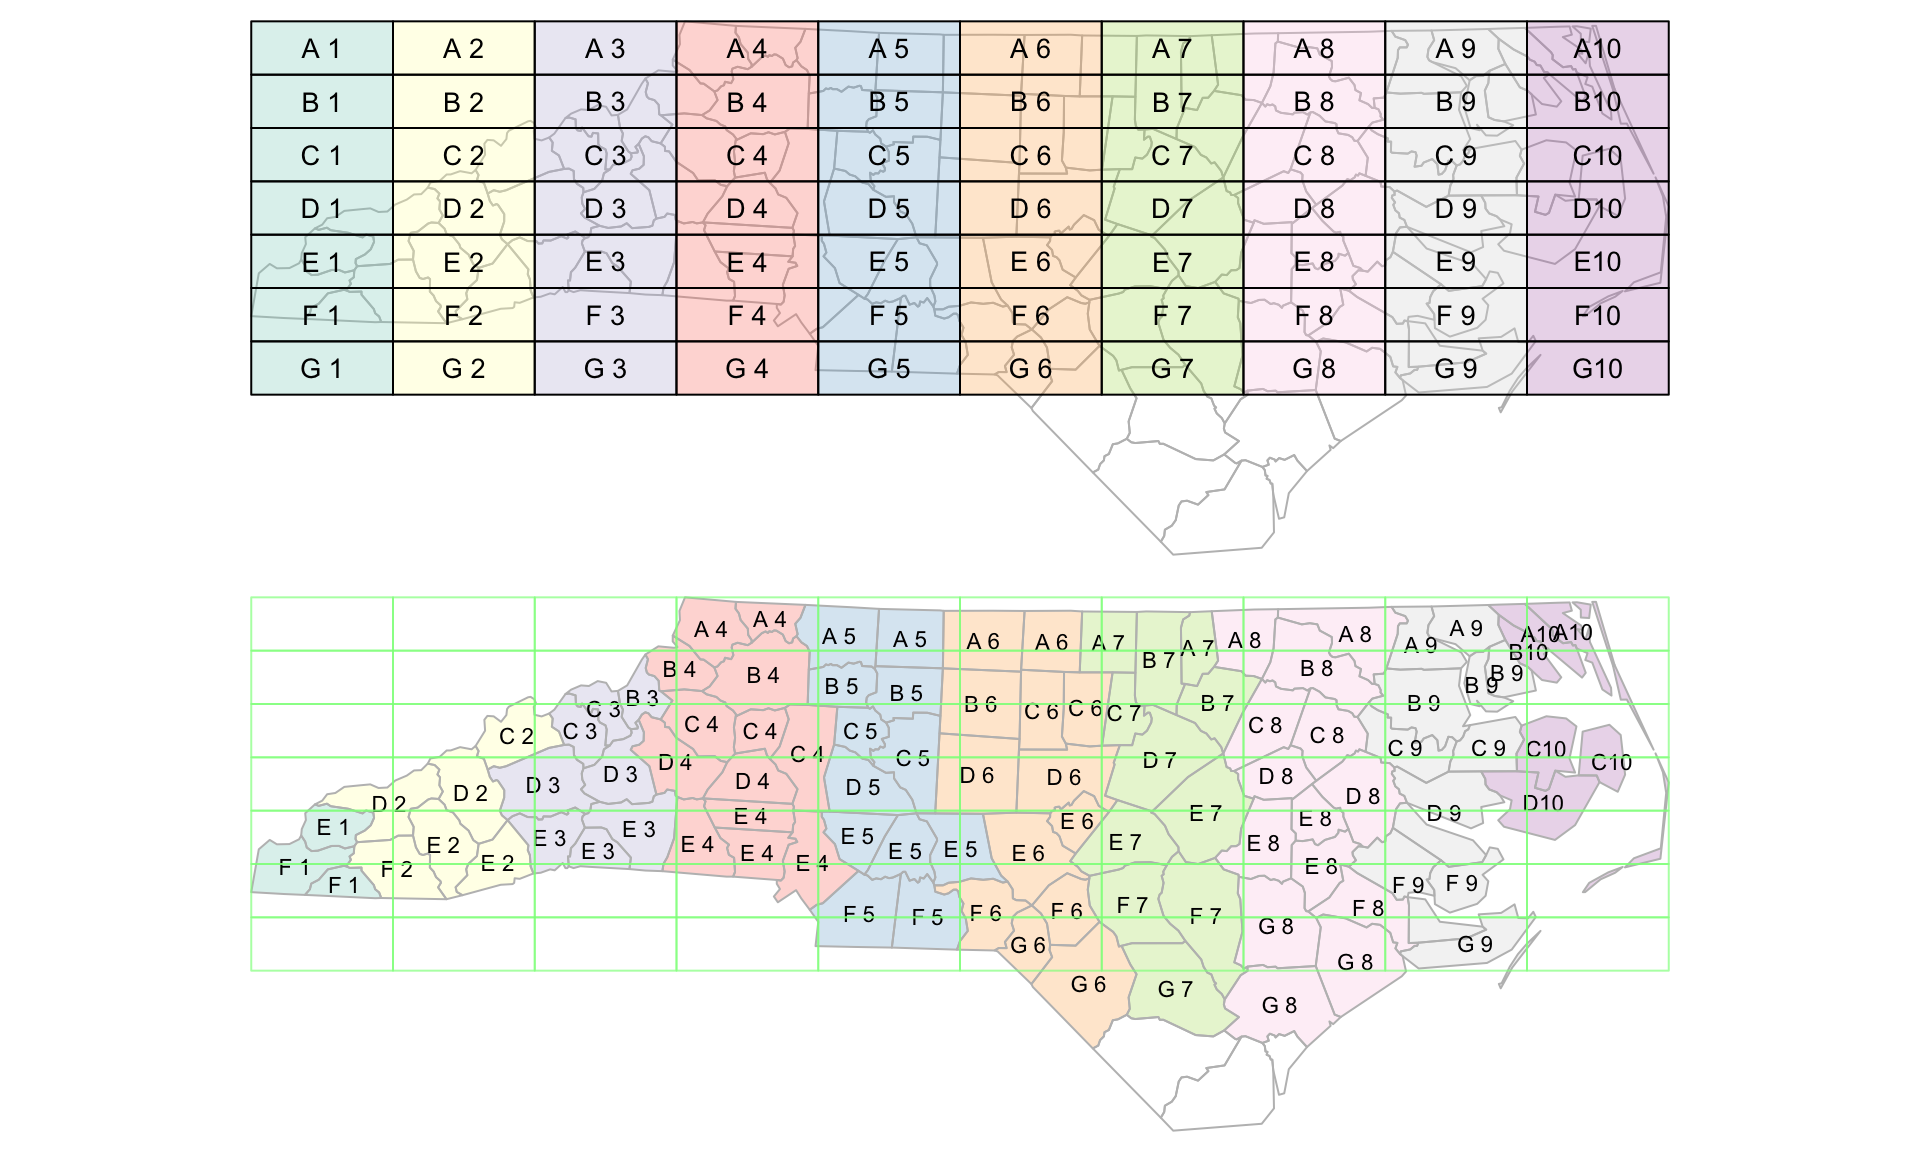 A 1 A 2 A 3 A 4 A 5 A 6 A 7 A 8 A 9 A10
B 1 B 2 B 3 B 4 B 5 B 6 B 7 B 8 B 9 B10
C 1 C 2 C 3 C 4 C 5 C 6 C 7 C 8 C 9 C10
D 1 D 2 D 3 D 4 D 5 D 6 D 7 D 8 D 9 D10
E 1 E 2 E 3 E 4 E 5 E 6 E 7 E 8 E 9 E10
F 1 F 2 F 3 F 4 F 5 F 6 F 7 F 8 F 9 F10
G 1 G 2 G 3 G 4 G 5 G 6 G 7 G 8 G 9 G10
A 4 A 4 A 5 A 5 A 6 A 6 A 7 B 7 A 7 A 8 A 8 A 9 A 9 A10 A10
B 4 B 4 B 5 B 5 B 8 B 9 B 9 B10
C 3 B 3 B 6 C 6 C 6 C 7 B 7 B 9
C 2 C 3 C 4 C 4 C 4 C 5 C 5 C 8 C 8 C 9 C 9 C10 C10
D 2 D 2 D 3 D 3 D 4 D 4 D 5 D 6 D 6 D 7 D 8 D 8 D 9 D10
E 1 E 2 E 2 E 3 E 3 E 3 E 4 E 4 E 4 E 4 E 5 E 5 E 5 E 6 E 6 E 7 E 7 E 8 E 8 E 8
F 1 F 1 F 2 F 5 F 5 F 6 F 6 F 7 F 7 F 8 F 9 F 9
G 6 G 8 G 8 G 9
G 6 G 7 G 8